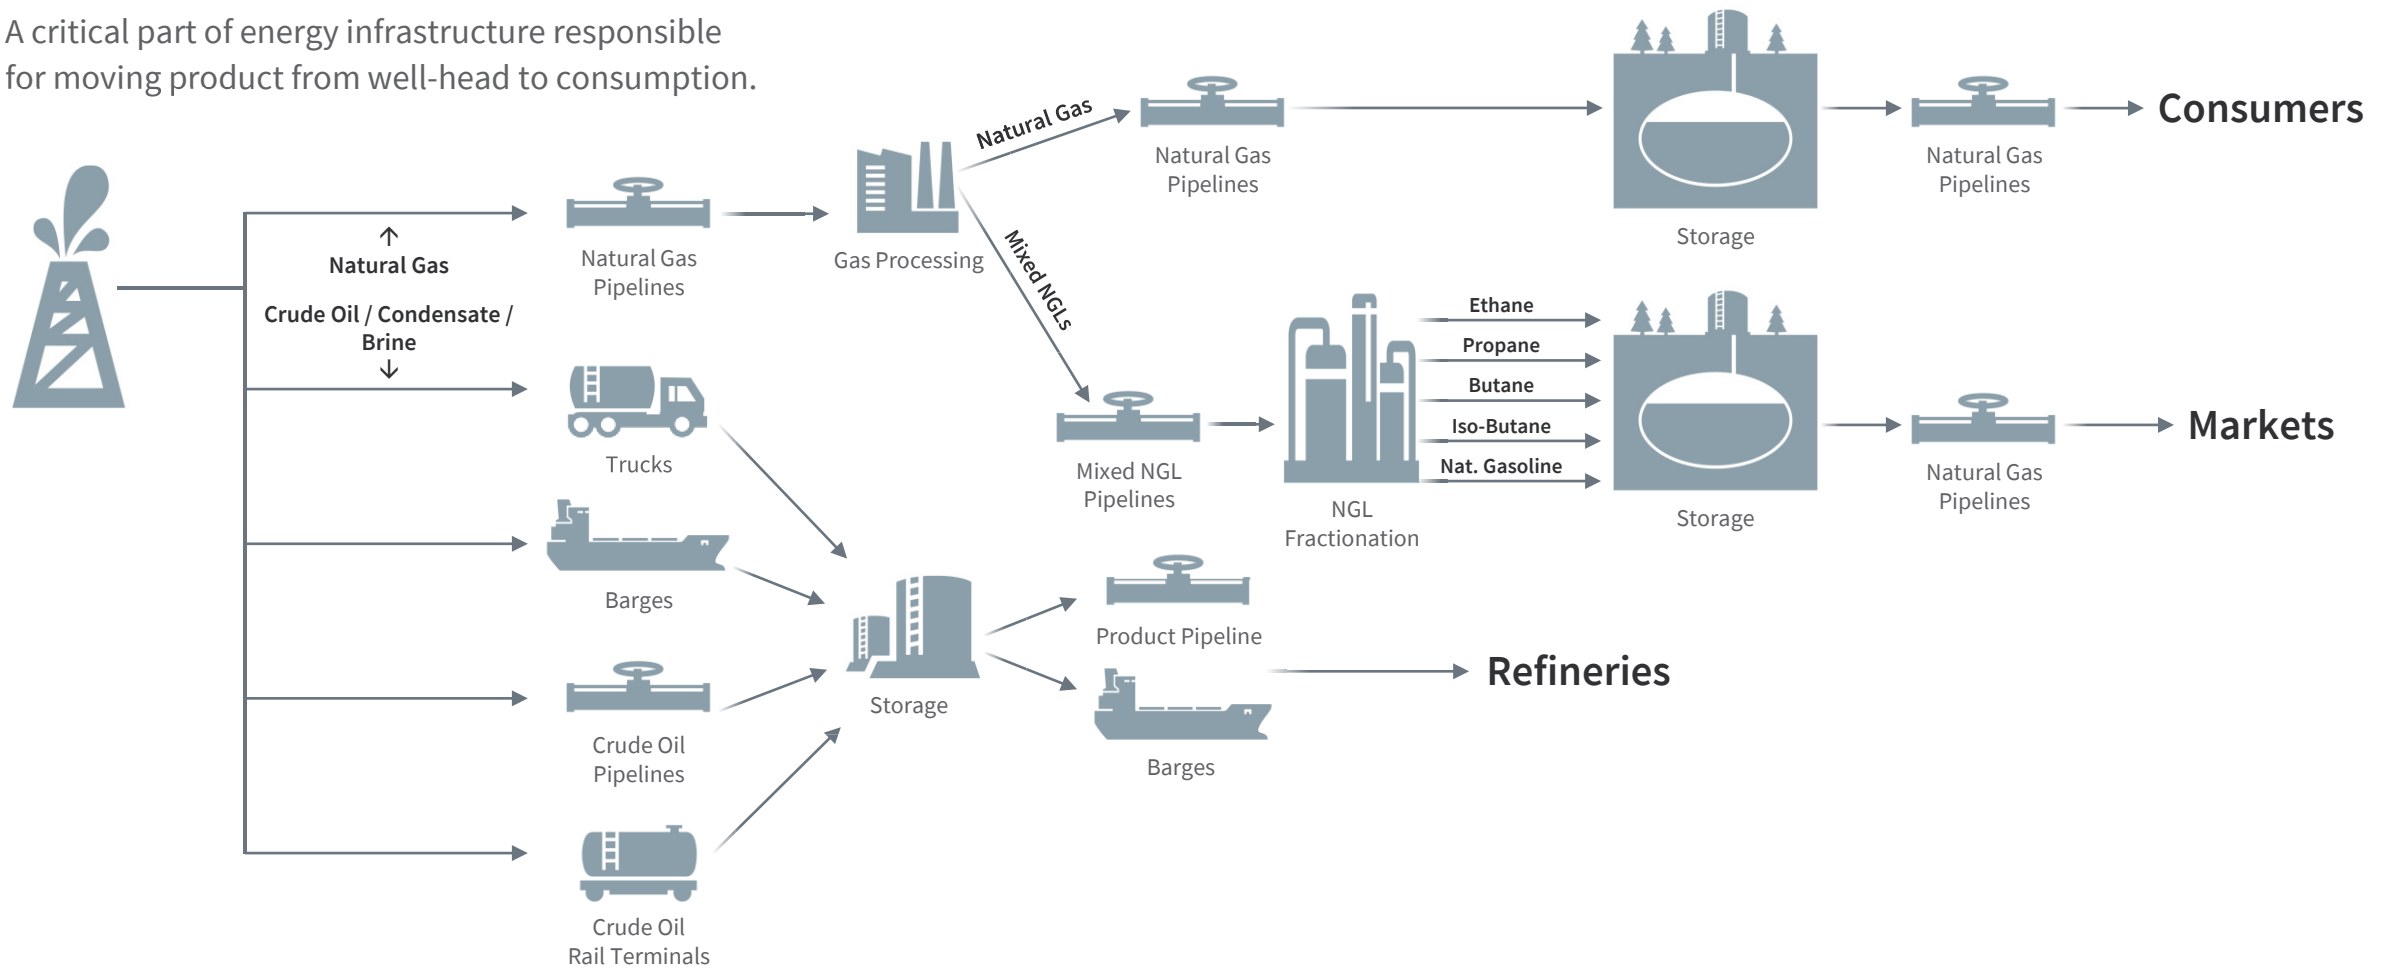 A critical part of energy infrastructure responsible
for moving product from well-head to consumption.
Natural Gas
Crude Oil / Condensate /
Brine
Natural Gas
Pipelines
Gas Processing
Natural Gas
Mixed NGLs
Natural Gas
Pipelines
Storage
Natural Gas
Pipelines
Consumers
Mixed NGL
Pipelines
NGL
Fractionation
Ethane
Propane
Butane
Iso-Butane
Nat. Gasoline
Storage
Natural Gas
Pipelines
Markets
Trucks
Barges
Crude Oil
Pipelines
Crude Oil
Rail Terminals
Storage
Product Pipeline
Barges
Refineries